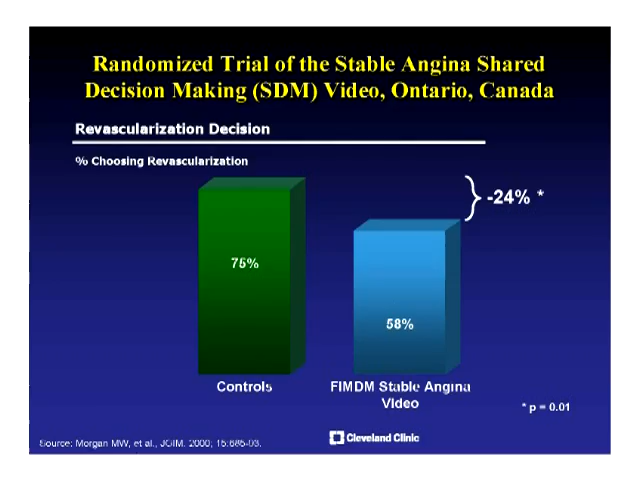 Randomized Trial of the Stable Angina Shared
Decision Making (SDM) Video, Ontario, Canada
Revascularization Decision
% Choosing Revascularization
-24% *
75%
58%
Controls
FIMDM Stable Angina
Video
* p = 0.01
Source: Morgan MW, et al., JGIM. 2000; 15:685-93.
Cleveland Clinic